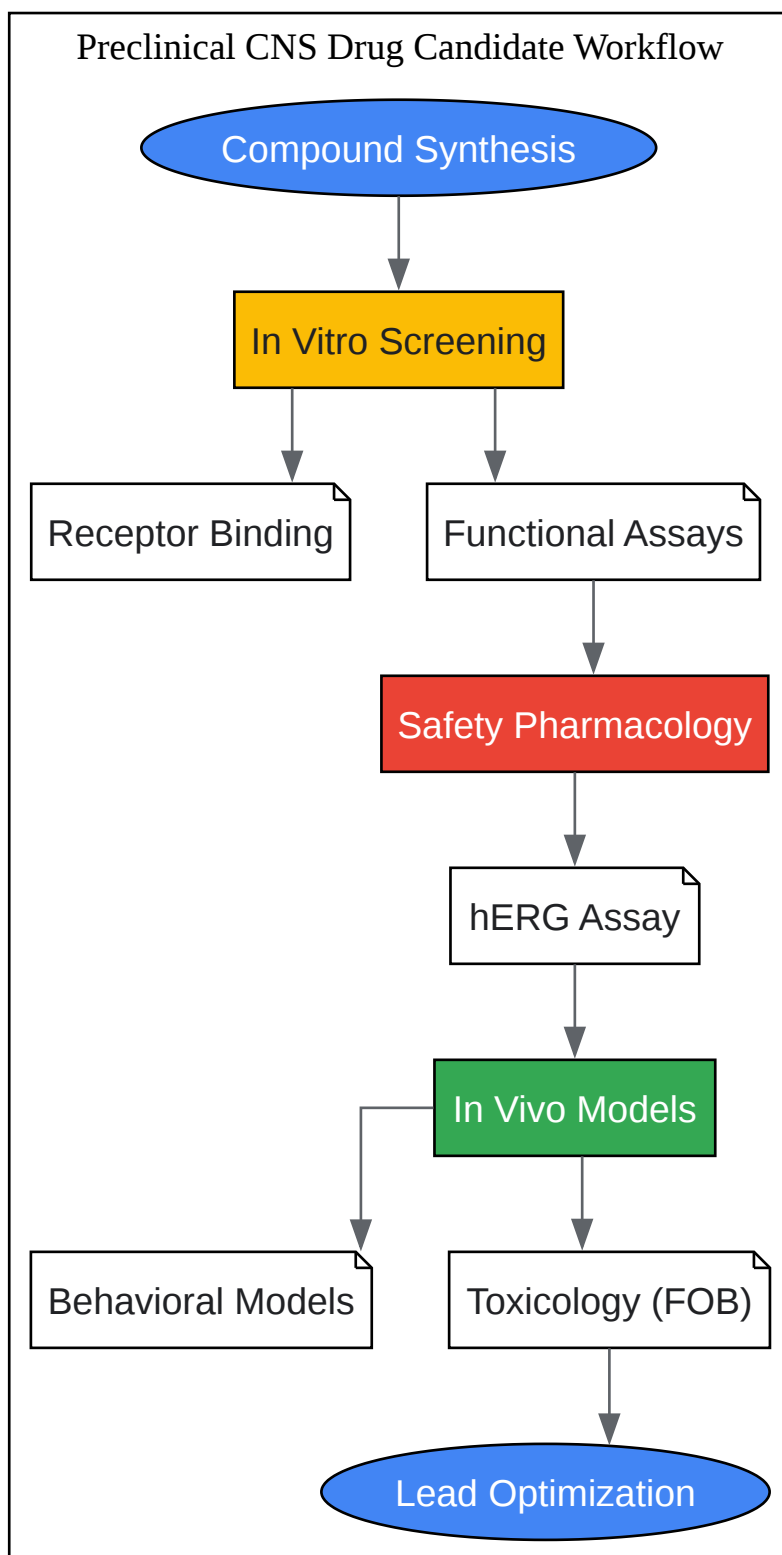 Preclinical CNS Drug Candidate Workflow
Compound Synthesis
In Vitro Screening
Receptor Binding
Functional Assays
Safety Pharmacology
hERG Assay
In Vivo Models
Behavioral Models
Toxicology (FOB)
Lead Optimization